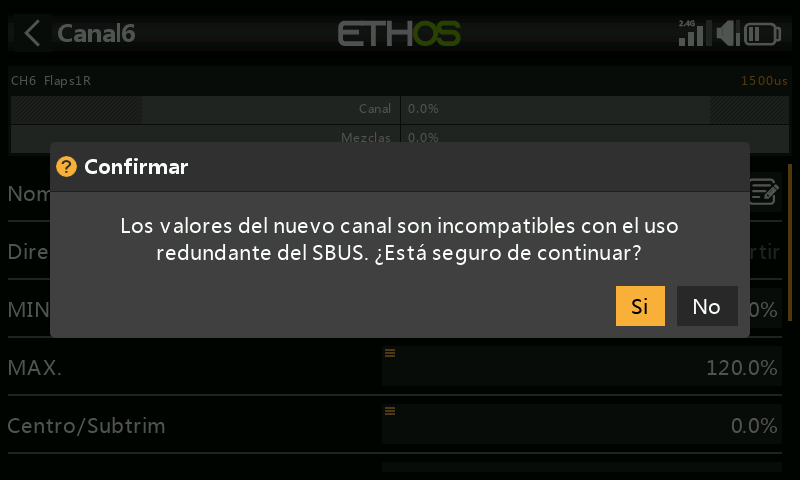 Canal6
ETHOS
2.4G
CH6 Flaps1R
1500us
Canal 0.0%
Mezclas 0.0%
Confirmar
Los valores del nuevo canal son incompatibles con el uso
redundante del SBUS. ¿Está seguro de continuar?
Si No
Nom
Dire rtir
MIN 0%
MAX. 120.0%
Centro/Subtrim 0.0%